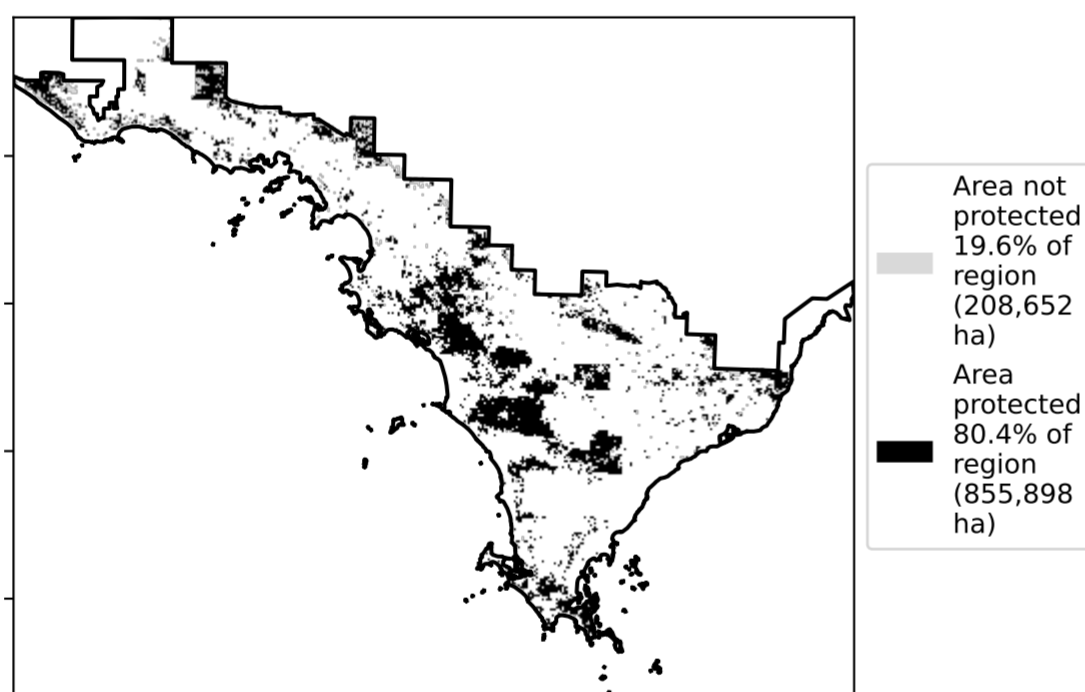 Area not
protected
19.6% of
region
(208,652
ha)
Area
protected
80.4% of
region
(855,898
ha)